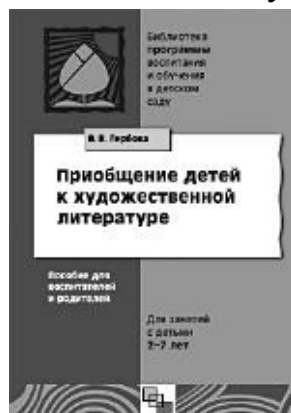 Библиотека
программы
воспитания
и обучения
в детском
саду
В. В. Гербова
Приобщение детей
к художественной
литературе
Пособие для
воспитателей
и родителей
Для занятий
с детьми
2–7 лет